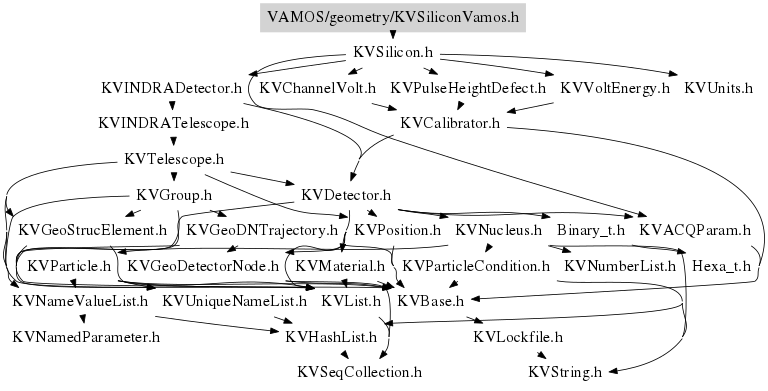 VAMOS/geometry/KVSiliconVamos.h
KVSilicon.h
KVINDRADetector.h KVChannelVolt.h KVPulseHeightDefect.h KVVoltEnergy.h KVUnits.h
KVINDRATelescope.h KVCalibrator.h
KVTelescope.h
KVGroup.h KVDetector.h
KVGeoStrucElement.h KVGeoDNTrajectory.h KVPosition.h KVNucleus.h Binary_t.h KVACQParam.h
KVParticle.h KVGeoDetectorNode.h KVMaterial.h KVParticleCondition.h KVNumberList.h Hexa_t.h
KVNameValueList.h KVUniqueNameList.h KVList.h KVBase.h
KVNamedParameter.h KVHashList.h KVLockfile.h
KVSeqCollection.h KVString.h